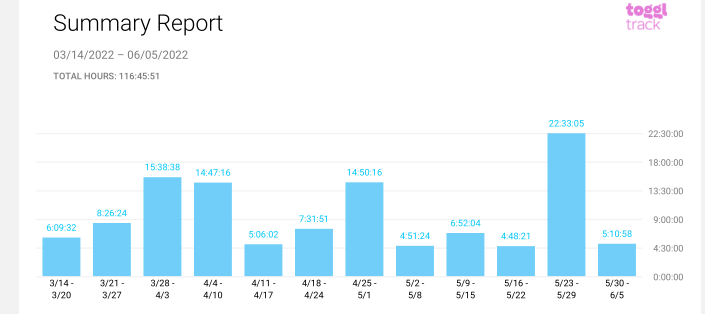 toggl
track
Summary Report
03/14/2022 – 06/05/2022
TOTAL HOURS: 116:45:51
22:33:05
22:30:00
15:38:38
14:47:16
14:50:16
18:00:00
13:30:00
8:26:24
7:31:51
6:52:04
9:00:00
6:09:32
5:06:02
4:51:24
4:48:21
5:10:58
4:30:00
0:00:00
3/14 - 3/21 - 3/28 - 4/4 - 4/11 - 4/18 - 4/25 - 5/2 - 5/9 - 5/16 - 5/23 - 5/30 -
3/20 3/27 4/3 4/10 4/17 4/24 5/1 5/8 5/15 5/22 5/29 6/5